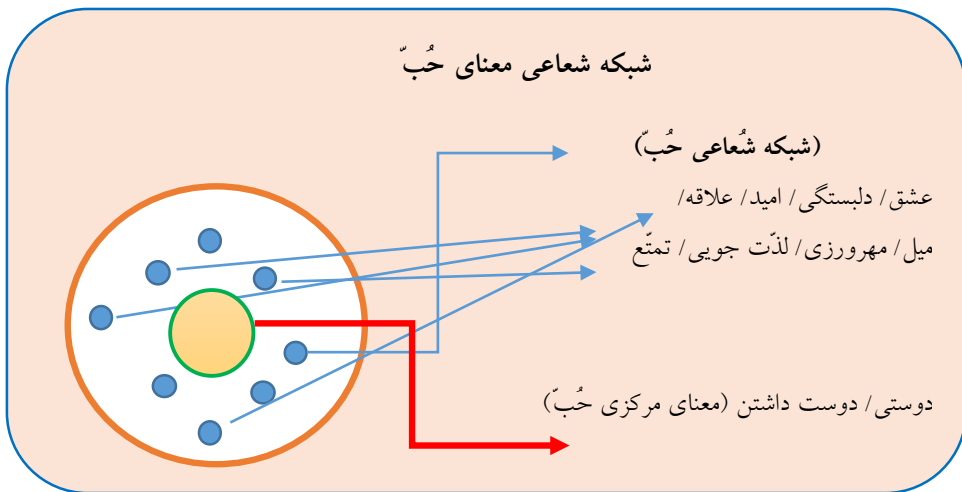 شبکه شعاعی معنای حُبّ
(شبکه شُعاعی حُبّ)
عشق/ دلبستگی/ امید/ علاقه/
میل/ مهرورزی/ لذّت جویی/ تمتّع
دوستی/ دوست داشتن (معنای مرکزی حُبّ)